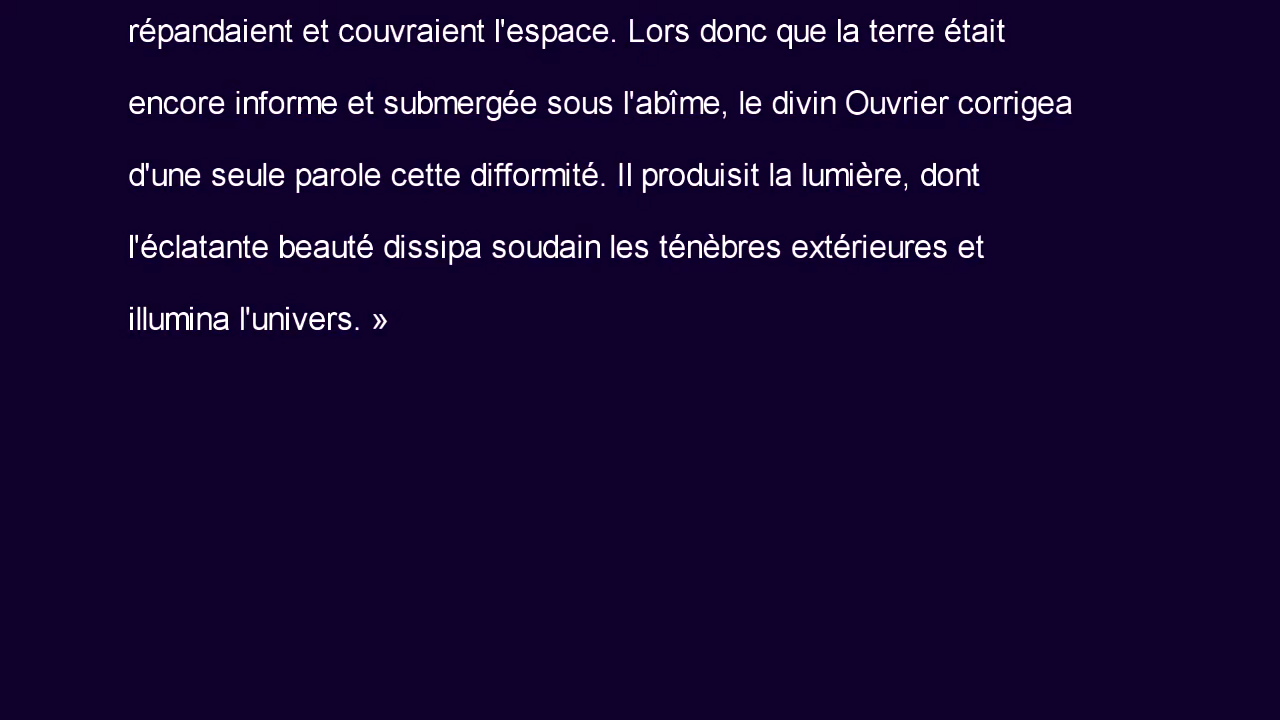 répandaient et couvraient l'espace. Lors donc que la terre était
encore informe et submergée sous l'abîme, le divin Ouvrier corrigea
d'une seule parole cette difformité. Il produisit la lumière, dont
l'éclatante beauté dissipa soudain les ténèbres extérieures et
illumina l'univers. »